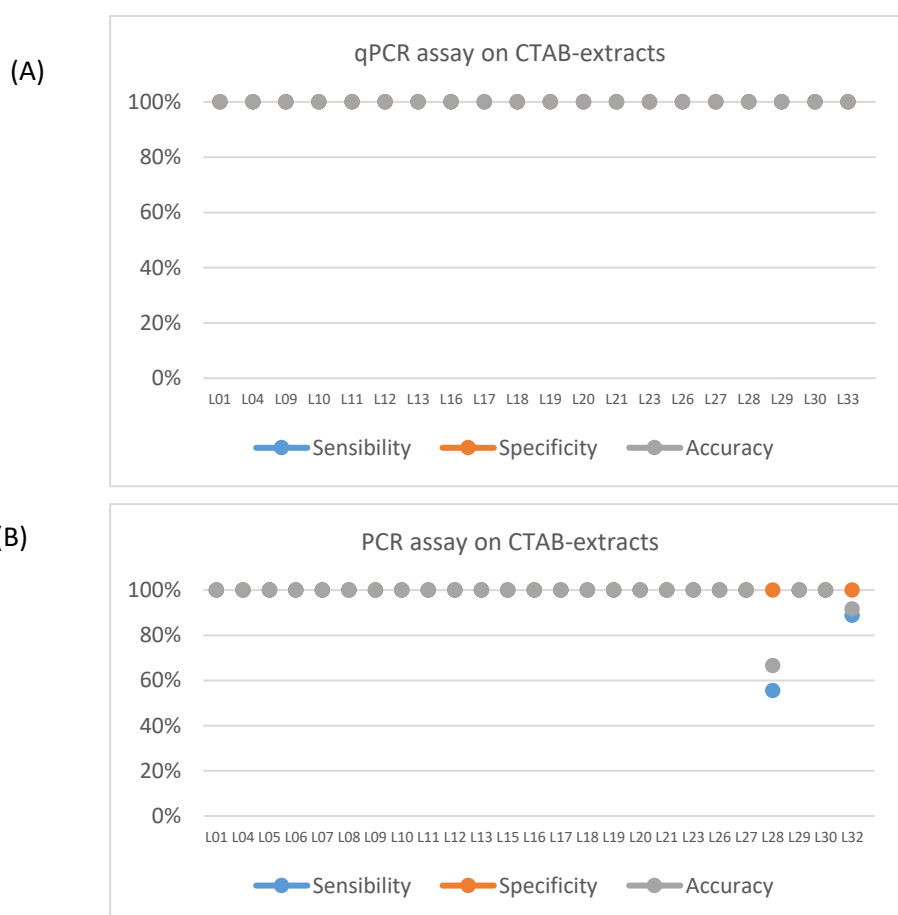 (A)
qPCR assay on CTAB-extracts
100%
80%
60%
40%
20%
0%
L01 L04 L09 L10 L11 L12 L13 L16 L17 L18 L19 L20 L21 L23 L26 L27 L28 L29 L30 L33
Sensibility Specificity Accuracy
(B)
PCR assay on CTAB-extracts
100%
80%
60%
40%
20%
0%
L01 L04 L05 L06 L07 L08 L09 L10 L11 L12 L13 L15 L16 L17 L18 L19 L20 L21 L23 L26 L27 L28 L29 L30 L32
Sensibility Specificity Accuracy